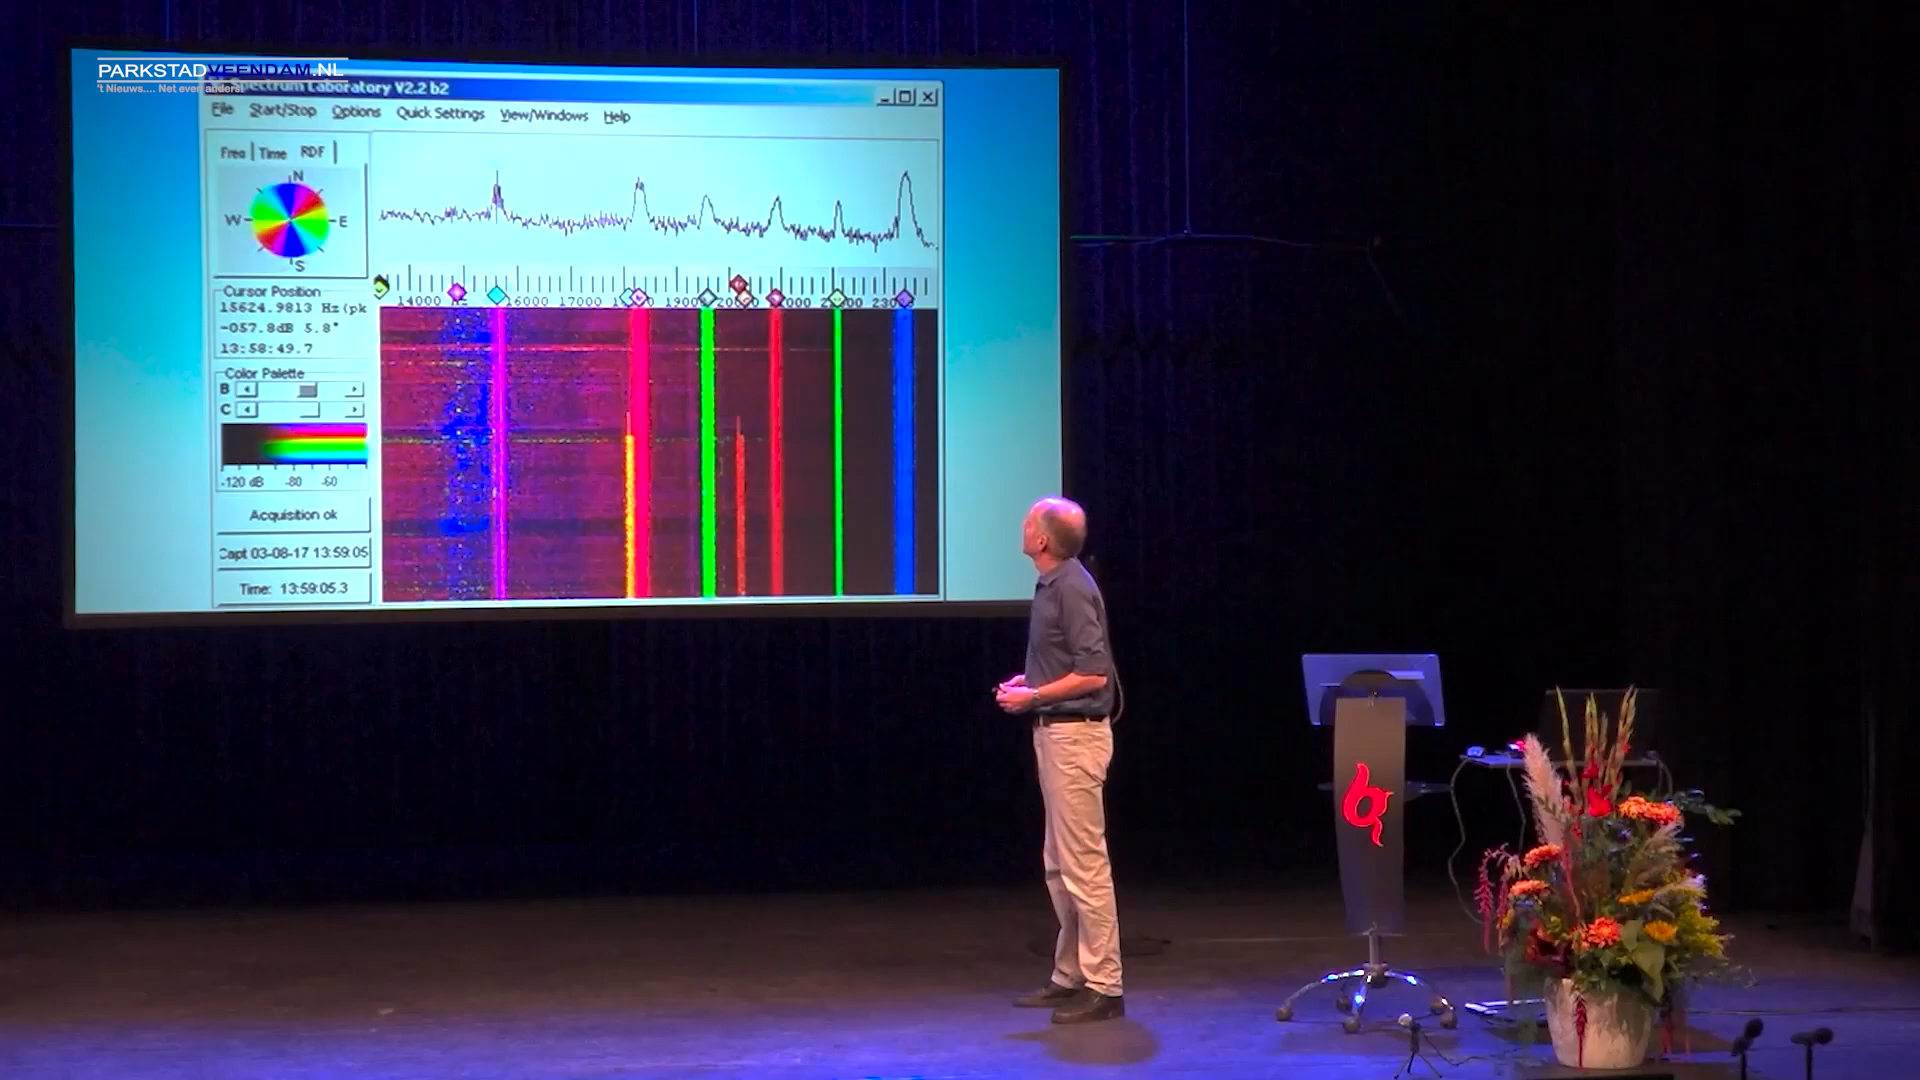 PARKSTADVEENDAM.NL
't Nieuws.... Net even anders!
Spectrum Laboratory V2.2 b2
File Start/Stop Options Quick Settings View/Windows Help
Freq Time RDF
N
W E
S
Cursor Position
15624.9813 Hz (pk
-057.8dB 5.8°
13:58:49.7
14000 Hz 16000 17000 19000
Color Palette
B
C
-120 dB -80 -60
Acquisition ok
Capt 03-08-17 13:59:05
Time: 13:59:05.3